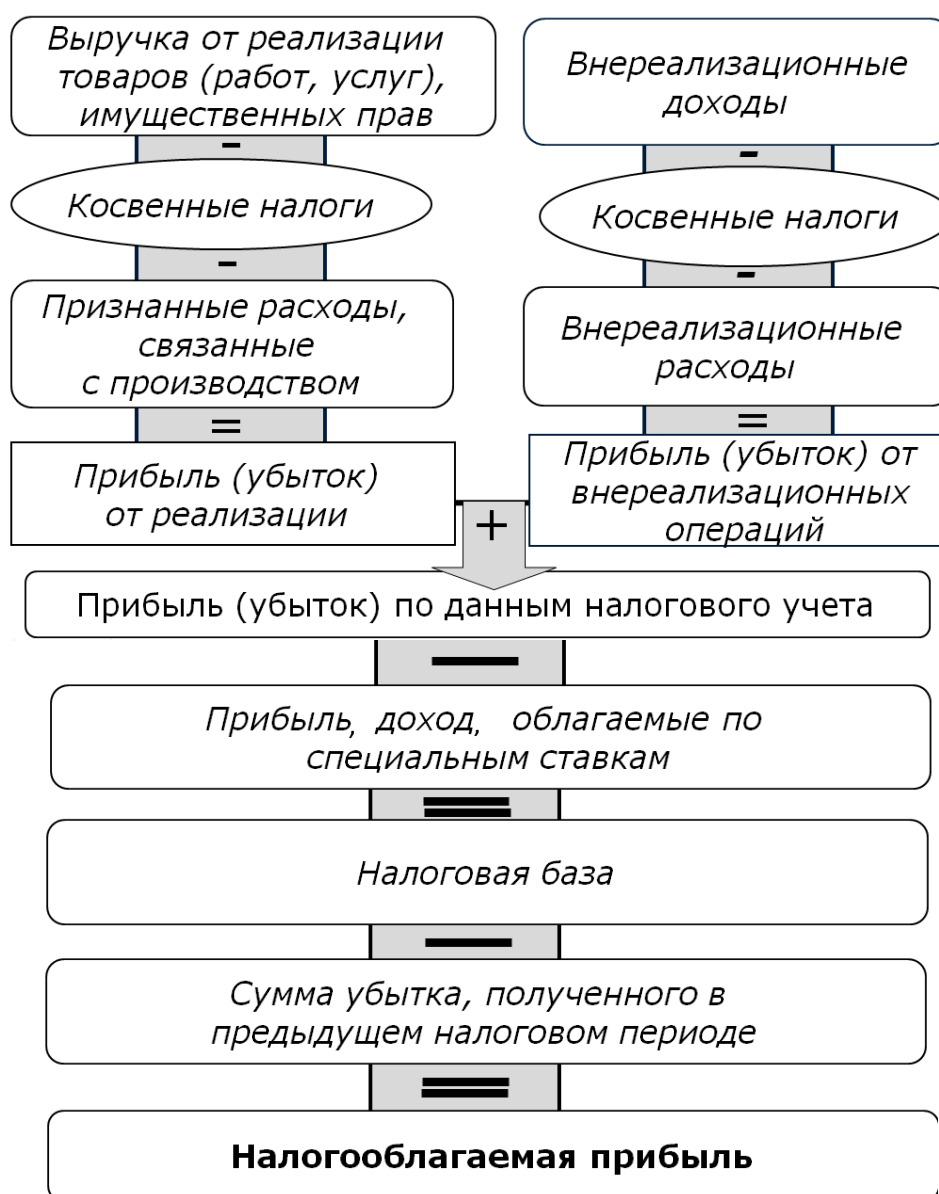 Выручка от реализации
товаров (работ, услуг),
имущественных прав
-
Косвенные налоги
-
Признанные расходы,
связанные
с производством
=
Прибыль (убыток)
от реализации
Внереализационные
доходы
-
Косвенные налоги
-
Внереализационные
расходы
=
Прибыль (убыток) от
внереализационных
операций
+
Прибыль (убыток) по данным налогового учета
—
Прибыль, доход, облагаемые по
специальным ставкам
=
Налоговая база
—
Сумма убытка, полученного в
предыдущем налоговом периоде
=
Налогооблагаемая прибыль